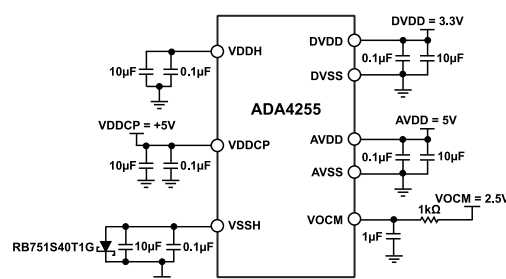 VDDH
10µF
0.1µF
VDDCP = +5V
VDDCP
10µF
0.1µF
VSSH
RB751S40T1G
10µF
0.1µF
ADA4255
DVDD = 3.3V
DVDD
0.1µF
10µF
DVSS
AVDD = 5V
AVDD
0.1µF
10µF
AVSS
VOCM = 2.5V
1kΩ
VOCM
1µF